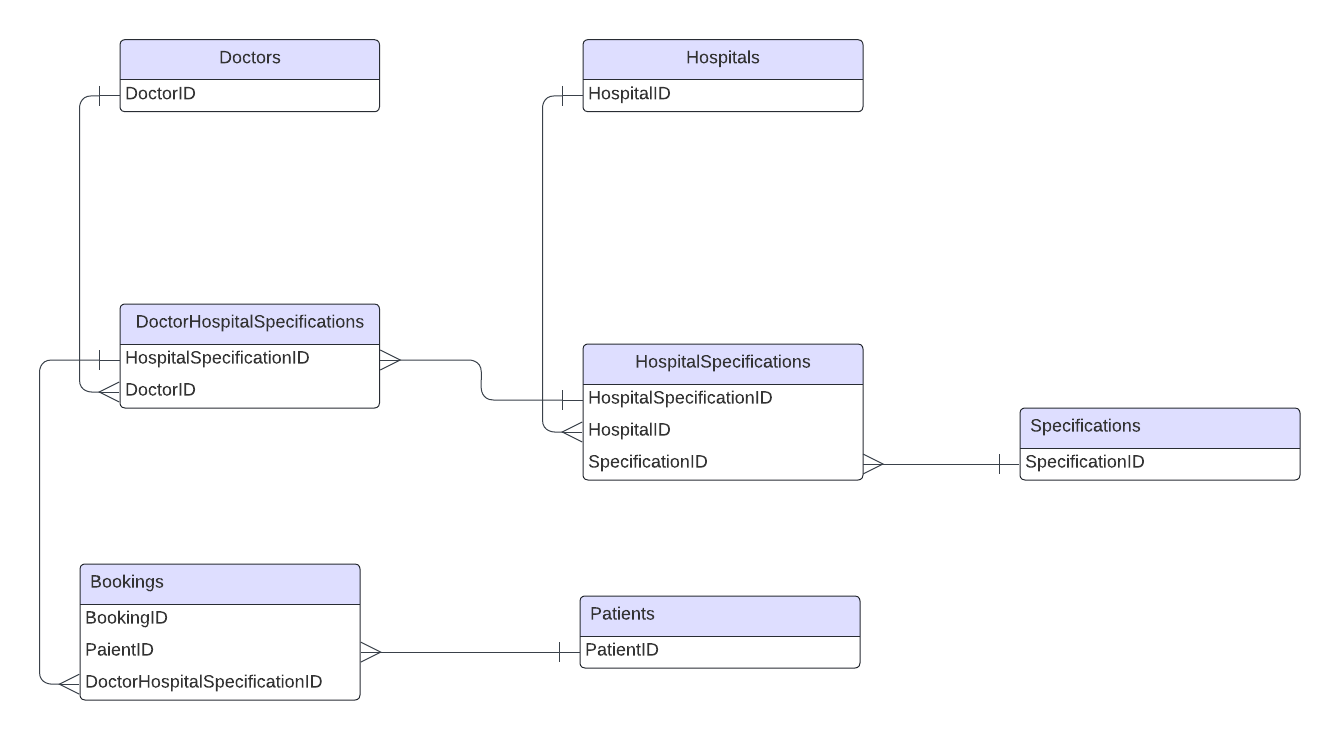 Doctors
DoctorID
Hospitals
HospitalID
DoctorHospitalSpecifications
HospitalSpecificationID
DoctorID
HospitalSpecifications
HospitalSpecificationID
HospitalID
SpecificationID
Specifications
SpecificationID
Bookings
BookingID
PaientID
DoctorHospitalSpecificationID
Patients
PatientID